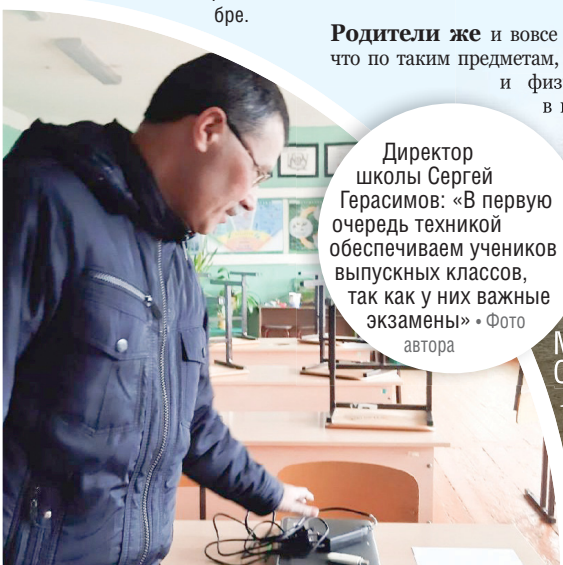 бре.
Родители же и вовсе
что по таким предметам,
и физ
в
Директор
школы Сергей
Герасимов: «В первую
очередь техникой
обеспечиваем учеников
выпускных классов,
так как у них важные
экзамены» • Фото
автора